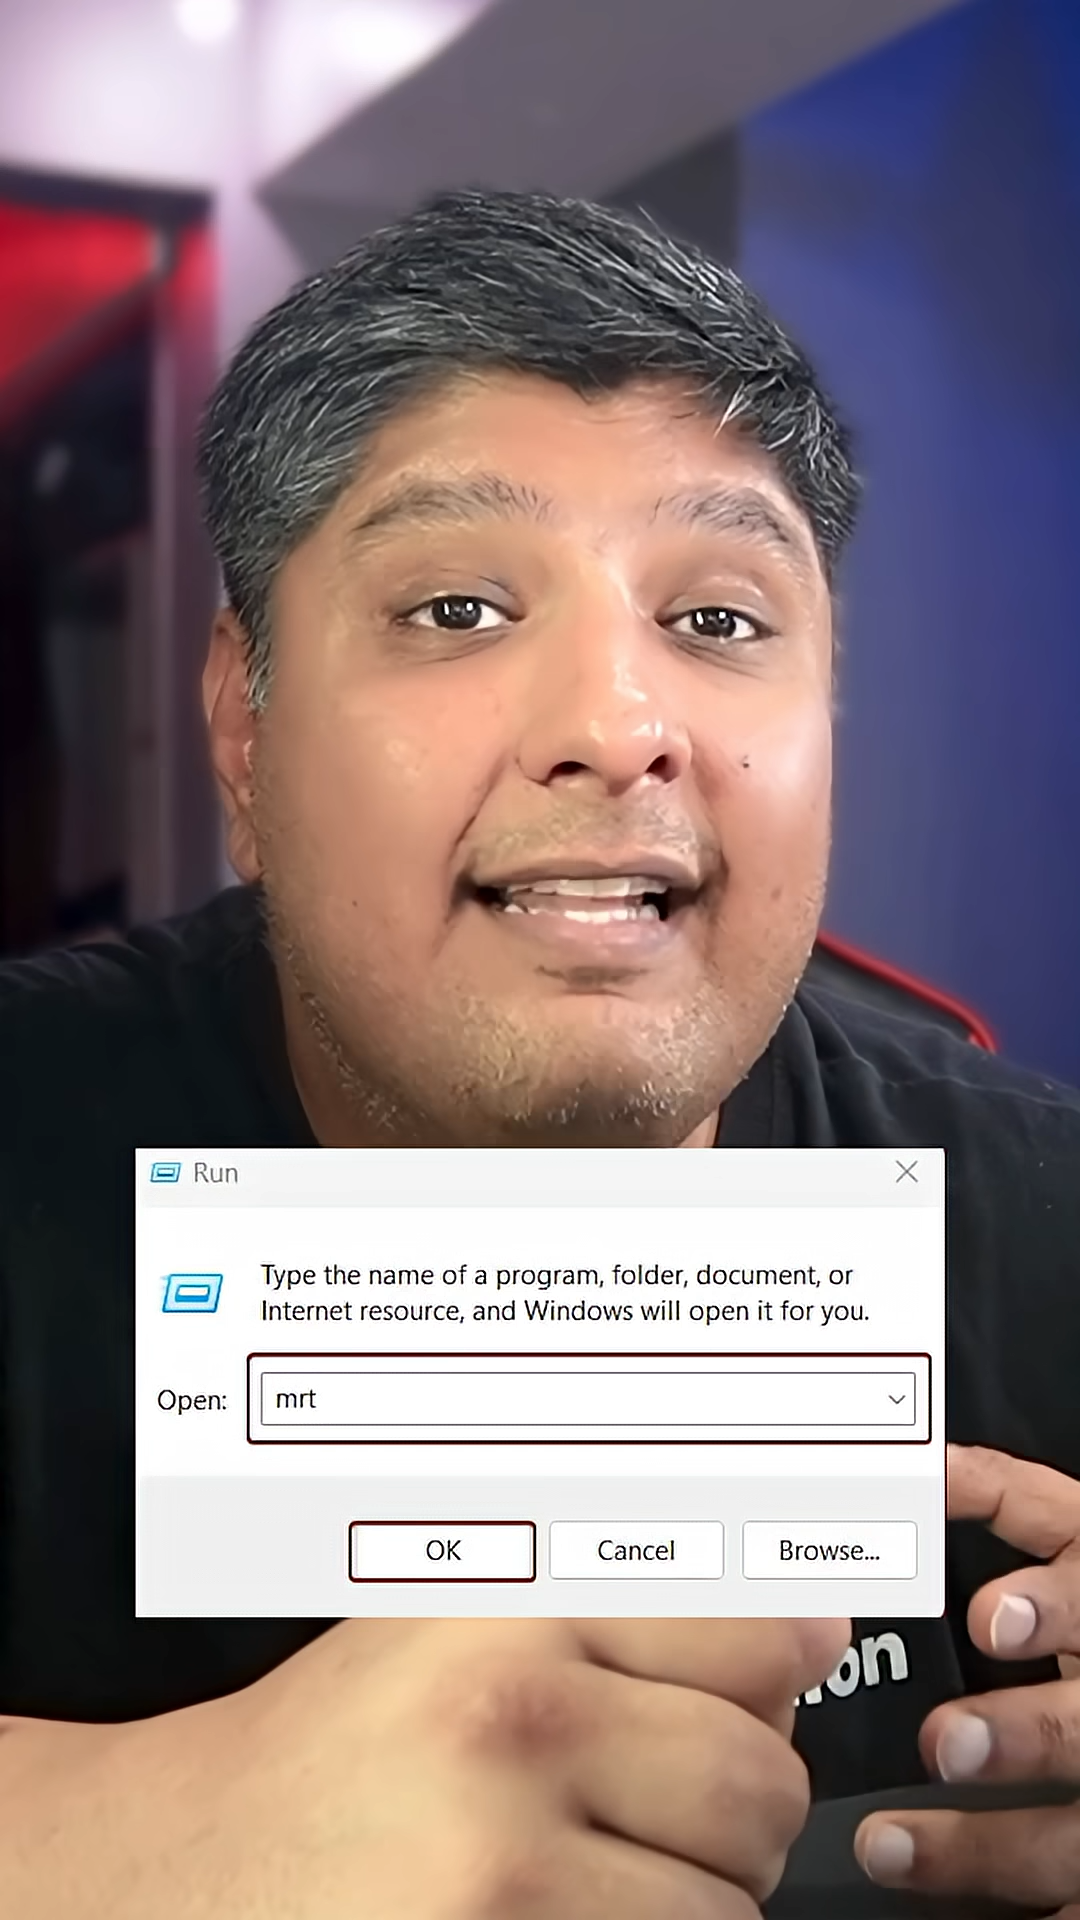 Run
Type the name of a program, folder, document, or
Internet resource, and Windows will open it for you.
Open:
mrt
OK
Cancel
Browse...